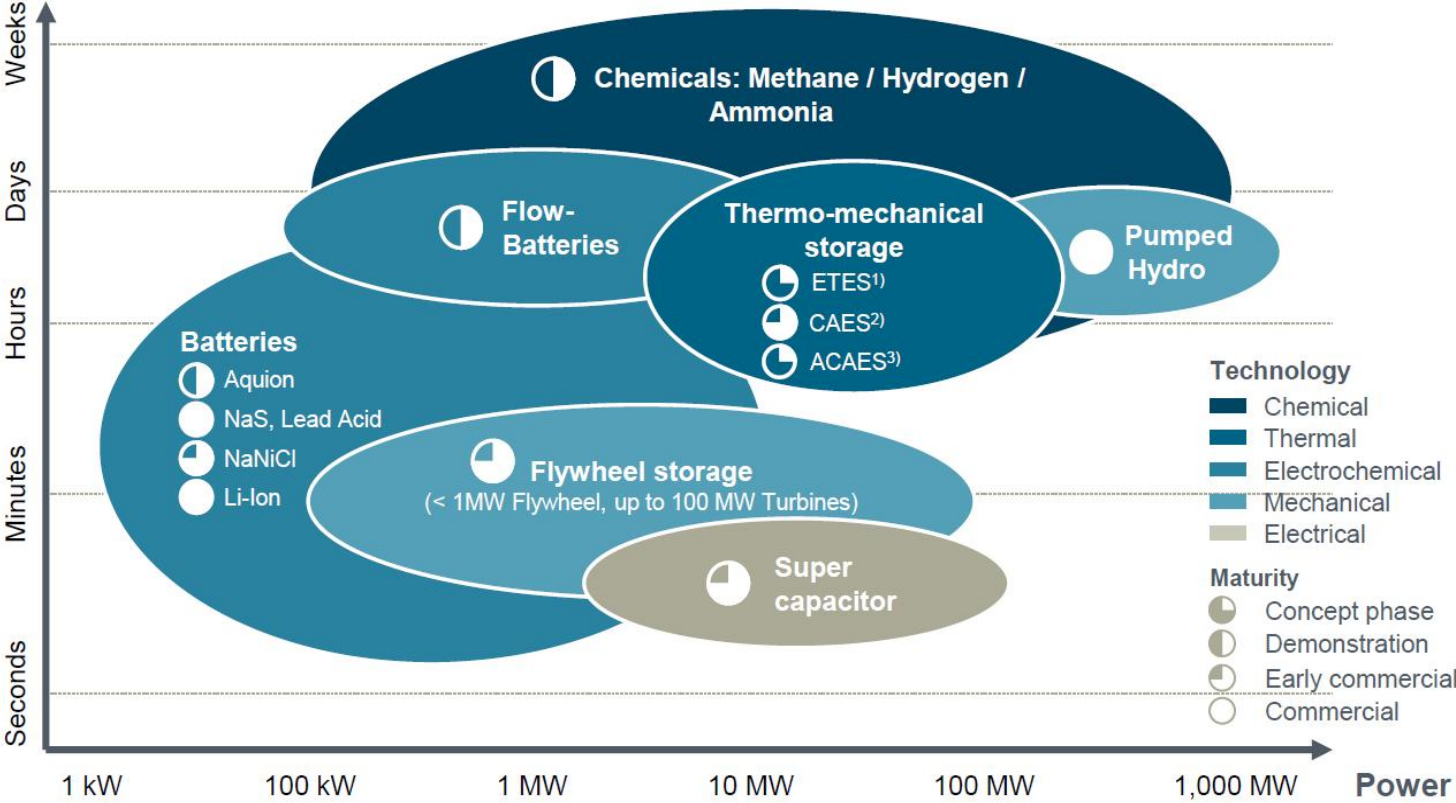 Weeks
Days
Hours
Minutes
Seconds
Chemicals: Methane / Hydrogen /
Ammonia
Flow-
Batteries
Thermo-mechanical
storage
ETES1)
CAES2)
ACAES3)
Pumped
Hydro
Batteries
Aquion
NaS, Lead Acid
NaNiCl
Li-Ion
Flywheel storage
(< 1MW Flywheel, up to 100 MW Turbines)
Super
capacitor
Technology
Chemical
Thermal
Electrochemical
Mechanical
Electrical
Maturity
Concept phase
Demonstration
Early commercial
Commercial
1 kW 100 kW 1 MW 10 MW 100 MW 1,000 MW Power